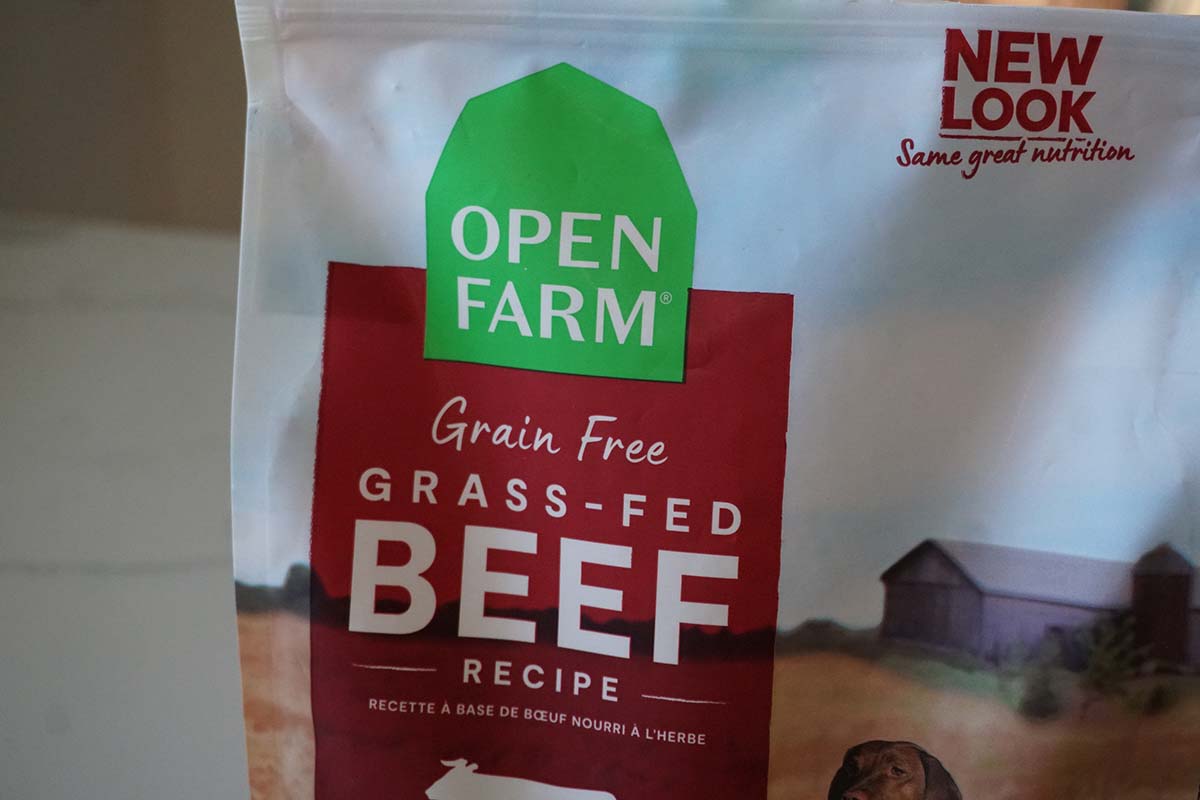 NEW
LOOK
Same great nutrition
OPEN
FARM®
Grain Free
GRASS-FED
BEEF
RECIPE
RECETTE À BASE DE BŒUF NOURRI À L'HERBE